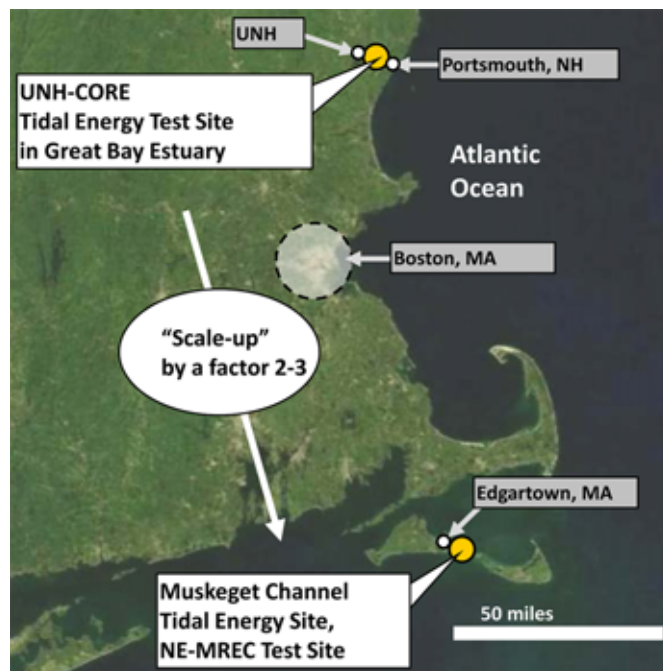 UNH
Portsmouth, NH
UNH-CORE
Tidal Energy Test Site
in Great Bay Estuary
Atlantic
Ocean
Boston, MA
“Scale-up”
by a factor 2-3
Edgartown, MA
Muskeget Channel
Tidal Energy Site,
NE-MREC Test Site
50 miles